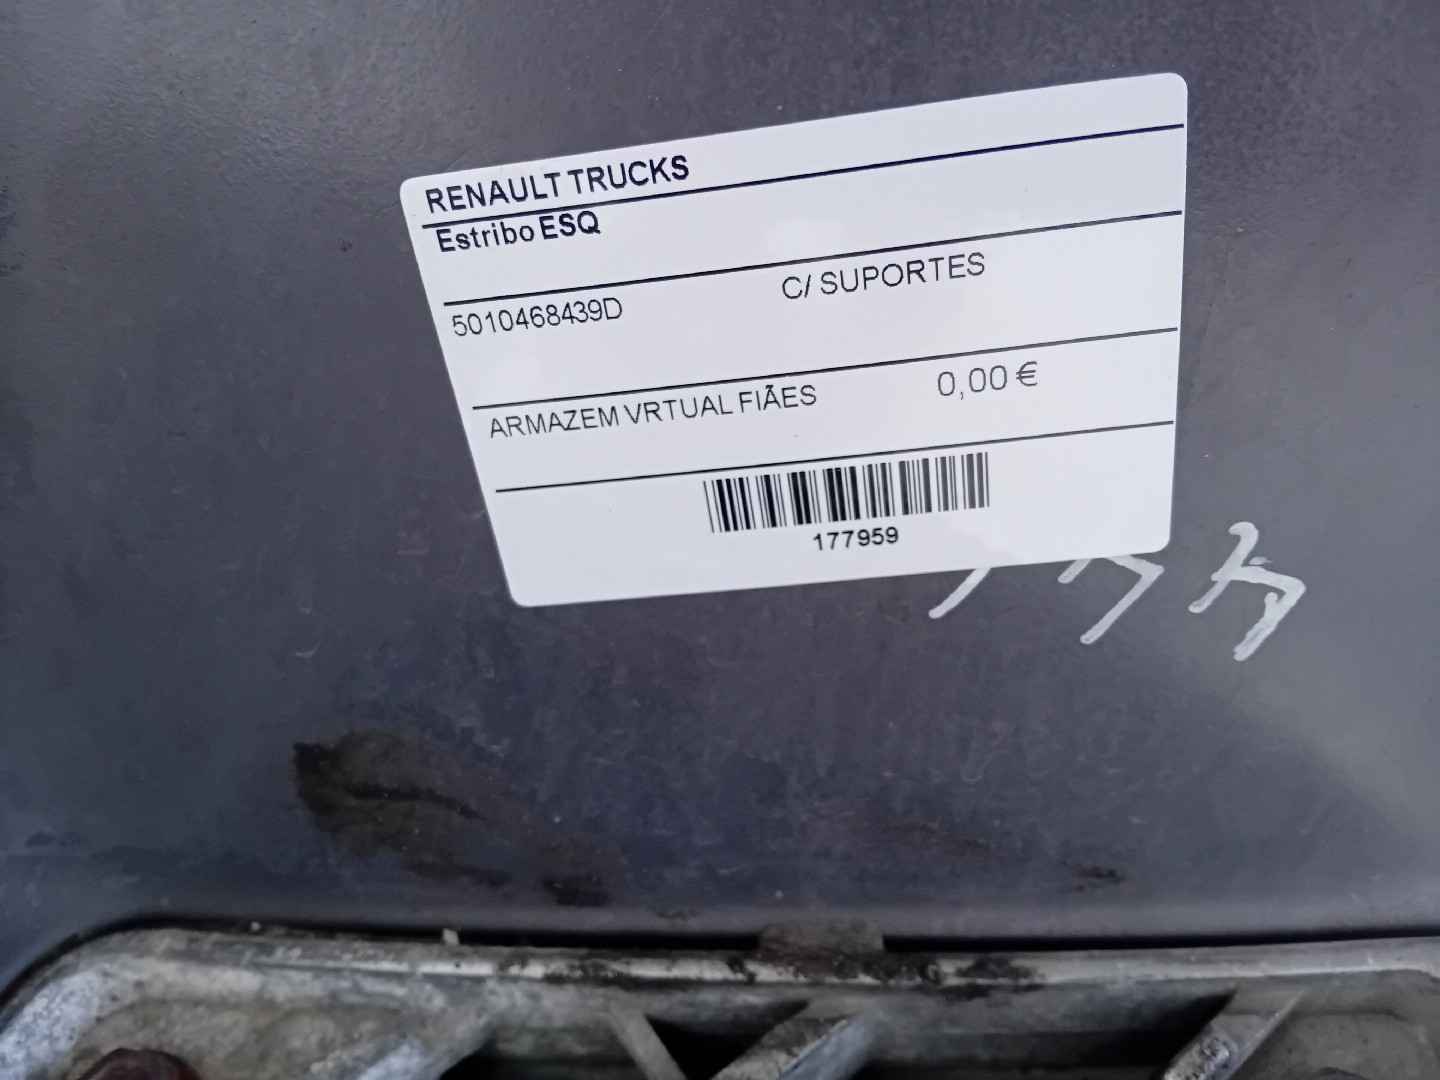 RENAULT TRUCKS
Estribo ESQ
5010468439D C/ SUPORTES
ARMAZEM VRTUAL FIÃES 0,00 €
177959